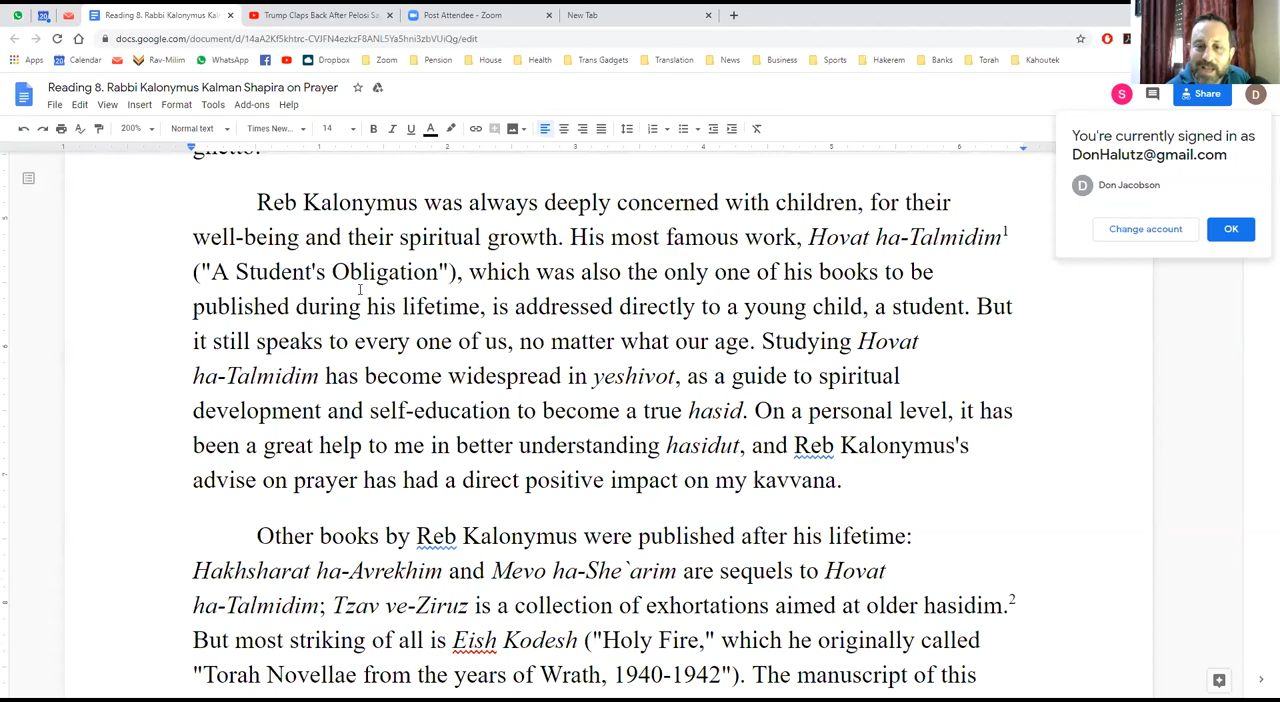 Reading 8. Rabbi Kalonymus Kal
Trump Claps Back After Pelosi Sa
Post Attendee - Zoom
New Tab
docs.google.com/document/d/14aA2Kf5khtrc-CVJFN4ezkzF8ANL5Ya5hni3zbVUiQg/edit
Apps
Calendar
Rav-Milim
WhatsApp
Dropbox
Zoom
Pension
House
Health
Trans Gadgets
Translation
News
Business
Sports
Hakerem
Banks
Torah
Kahoutek
Reading 8. Rabbi Kalonymus Kalman Shapira on Prayer
File Edit View Insert Format Tools Add-ons Help
S
Share
D
200%
Normal text
Times New...
14
B I U A
You're currently signed in as
DonHalutz@gmail.com
D Don Jacobson
Change account
OK
ghetto.
Reb Kalonymus was always deeply concerned with children, for their
well-being and their spiritual growth. His most famous work, Hovat ha-Talmidim1
("A Student's Obligation"), which was also the only one of his books to be
published during his lifetime, is addressed directly to a young child, a student. But
it still speaks to every one of us, no matter what our age. Studying Hovat
ha-Talmidim has become widespread in yeshivot, as a guide to spiritual
development and self-education to become a true hasid. On a personal level, it has
been a great help to me in better understanding hasidut, and Reb Kalonymus's
advise on prayer has had a direct positive impact on my kavvana.
Other books by Reb Kalonymus were published after his lifetime:
Hakhsharat ha-Avrekhim and Mevo ha-She`arim are sequels to Hovat
ha-Talmidim; Tzav ve-Ziruz is a collection of exhortations aimed at older hasidim.2
But most striking of all is Eish Kodesh ("Holy Fire," which he originally called
"Torah Novellae from the years of Wrath, 1940-1942"). The manuscript of this